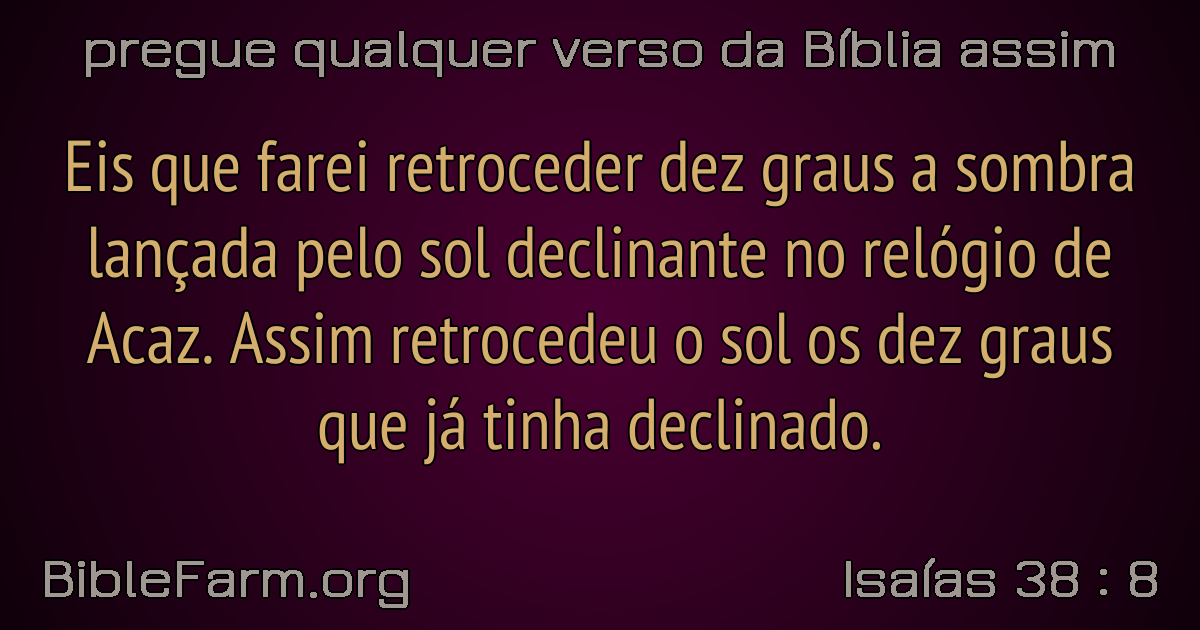 pregue qualquer verso da Bíblia assim
Eis que farei retroceder dez graus a sombra
lançada pelo sol declinante no relógio de
Acaz. Assim retrocedeu o sol os dez graus
que já tinha declinado.
BibleFarm.org
Isaías 38 : 8